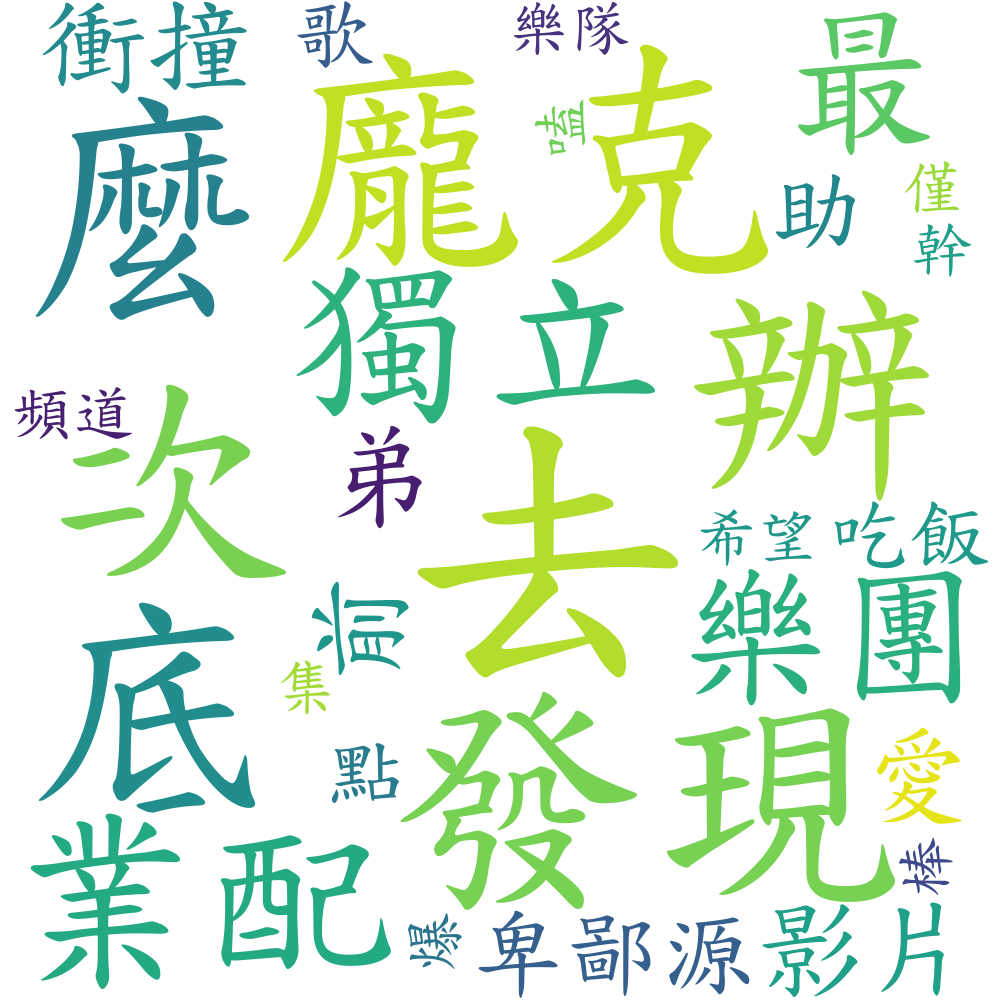 衝撞
歌
樂隊
最
麼
龐克
嗑
助
僅
幹
獨立
辦
頻道
次
弟
去
希望
吃飯
底
前
樂團
集
發現
點
愛
業配
棒
爆
卑鄙源
影片
一